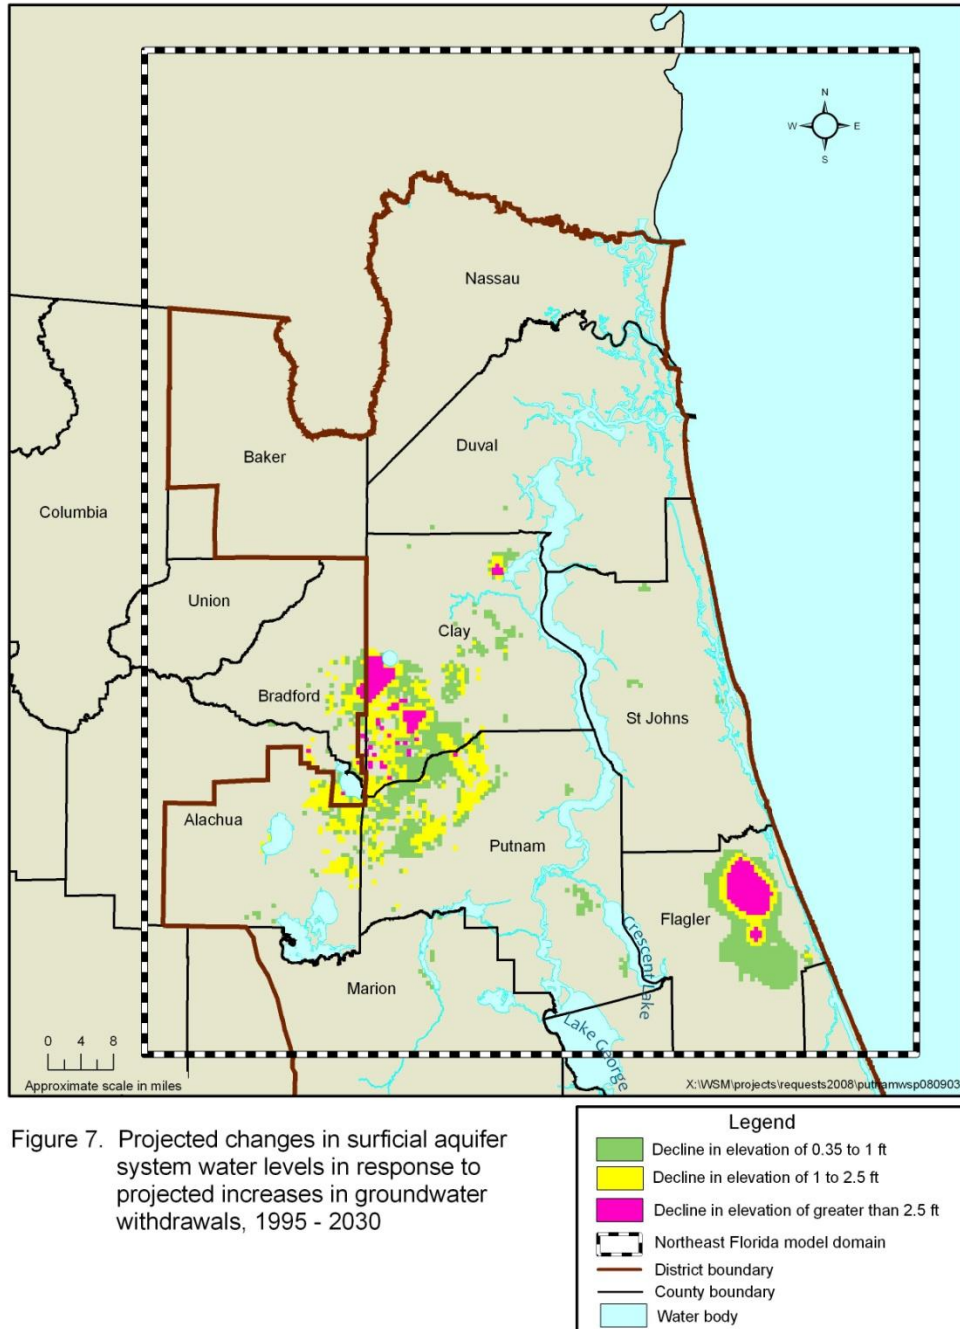 N
W E
S
Nassau
Duval
Baker
Columbia
Union
Clay
Bradford
St Johns
Alachua
Putnam
Flagler
Crescent Lake
Marion
Lake George
0 4 8
Approximate scale in miles
X:\WSM\projects\requests2008\putnamwsp080903
Figure 7. Projected changes in surficial aquifer
system water levels in response to
projected increases in groundwater
withdrawals, 1995 - 2030
Legend
Decline in elevation of 0.35 to 1 ft
Decline in elevation of 1 to 2.5 ft
Decline in elevation of greater than 2.5 ft
Northeast Florida model domain
District boundary
County boundary
Water body